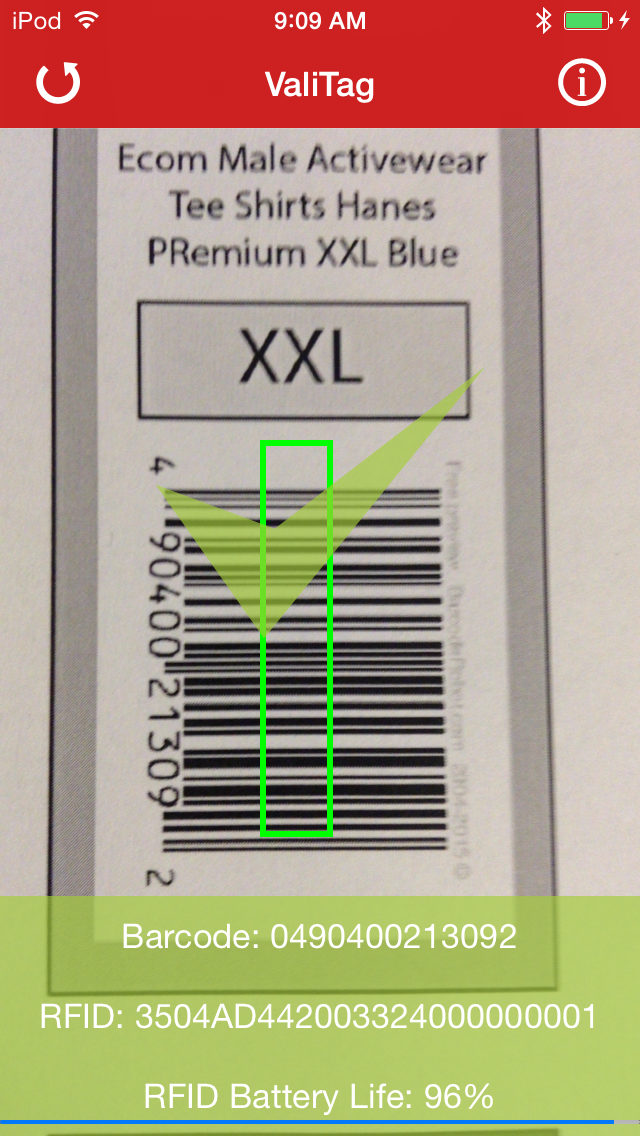 iPod 9:09 AM
ValiTag
Ecom Male Activewear
Tee Shirts Hanes
PRemium XXL Blue
XXL
4 90400 21309 2
Barcode: 0490400213092
RFID: 3504AD442003324000000001
RFID Battery Life: 96%